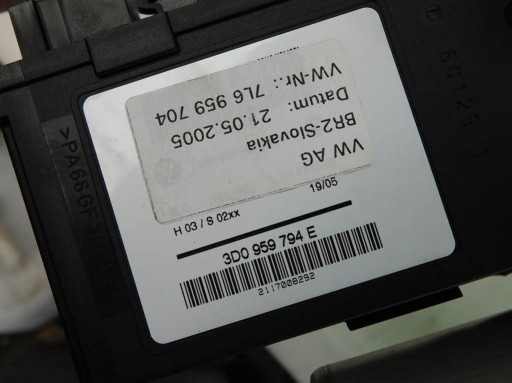 VW AG
BR2-Slovakia
Datum: 21.05.2005
VW-Nr.: 7L6 959 704
H 03 / S 02xx
19/05
3D0 959 794 E
2117008292
>PA66GF